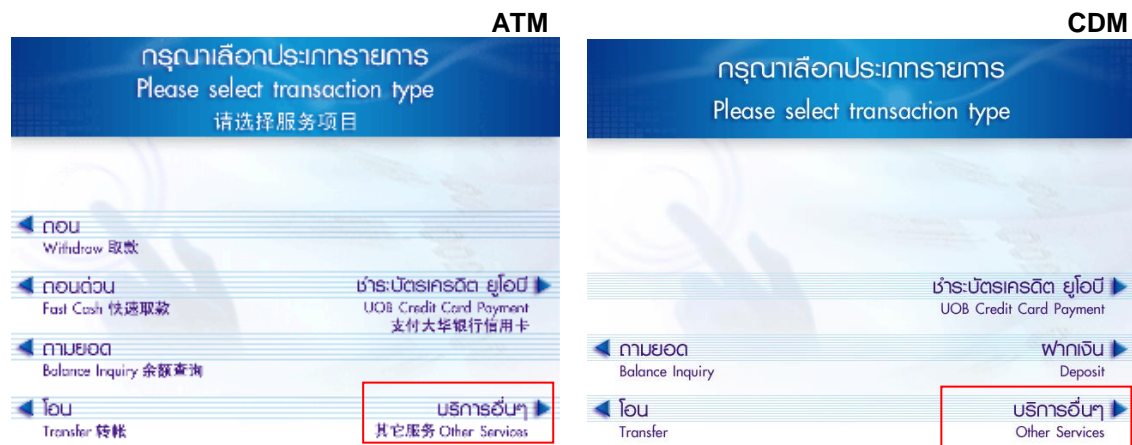 ATM
กรุณาเลือกประเภทรายการ
Please select transaction type
请选择服务项目
ถอน
Withdraw 取款
ถอนด่วน
Fast Cash 快速取款
ถามยอด
Balance Inquiry 余额查询
โอน
Transfer 转帐
ชำระบัตรเครดิต ยูโอบี
UOB Credit Card Payment
支付大华银行信用卡
บริการอื่นๆ
其它服务 Other Services
CDM
กรุณาเลือกประเภทรายการ
Please select transaction type
ถามยอด
Balance Inquiry
โอน
Transfer
ชำระบัตรเครดิต ยูโอบี
UOB Credit Card Payment
ฝากเงิน
Deposit
บริการอื่นๆ
Other Services